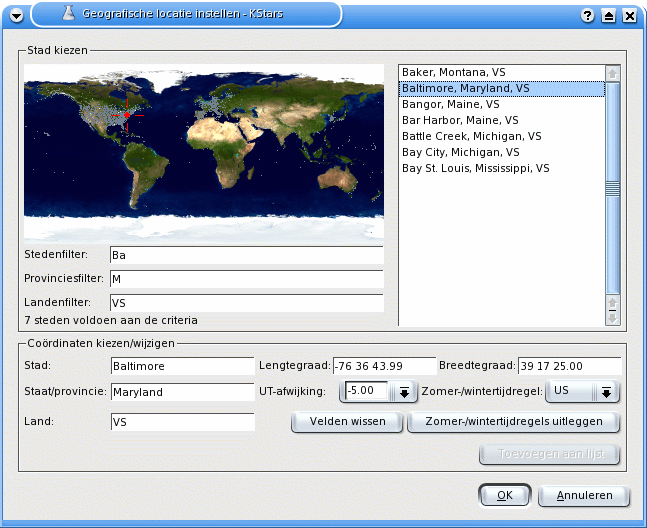 Geografische locatie instellen - KStars
Stad kiezen
Baker, Montana, VS
Baltimore, Maryland, VS
Bangor, Maine, VS
Bar Harbor, Maine, VS
Battle Creek, Michigan, VS
Bay City, Michigan, VS
Bay St. Louis, Mississippi, VS
Stedenfilter: Ba
Provinciesfilter: M
Landenfilter: VS
7 steden voldoen aan de criteria
Coördinaten kiezen/wijzigen
Stad: Baltimore Lengtegraad: -76 36 43.99 Breedtegraad: 39 17 25.00
Staat/provincie: Maryland UT-afwijking: -5.00 Zomer-/wintertijdregel: US
Land: VS Velden wissen Zomer-/wintertijdregels uitleggen
Toevoegen aan lijst
OK Annuleren